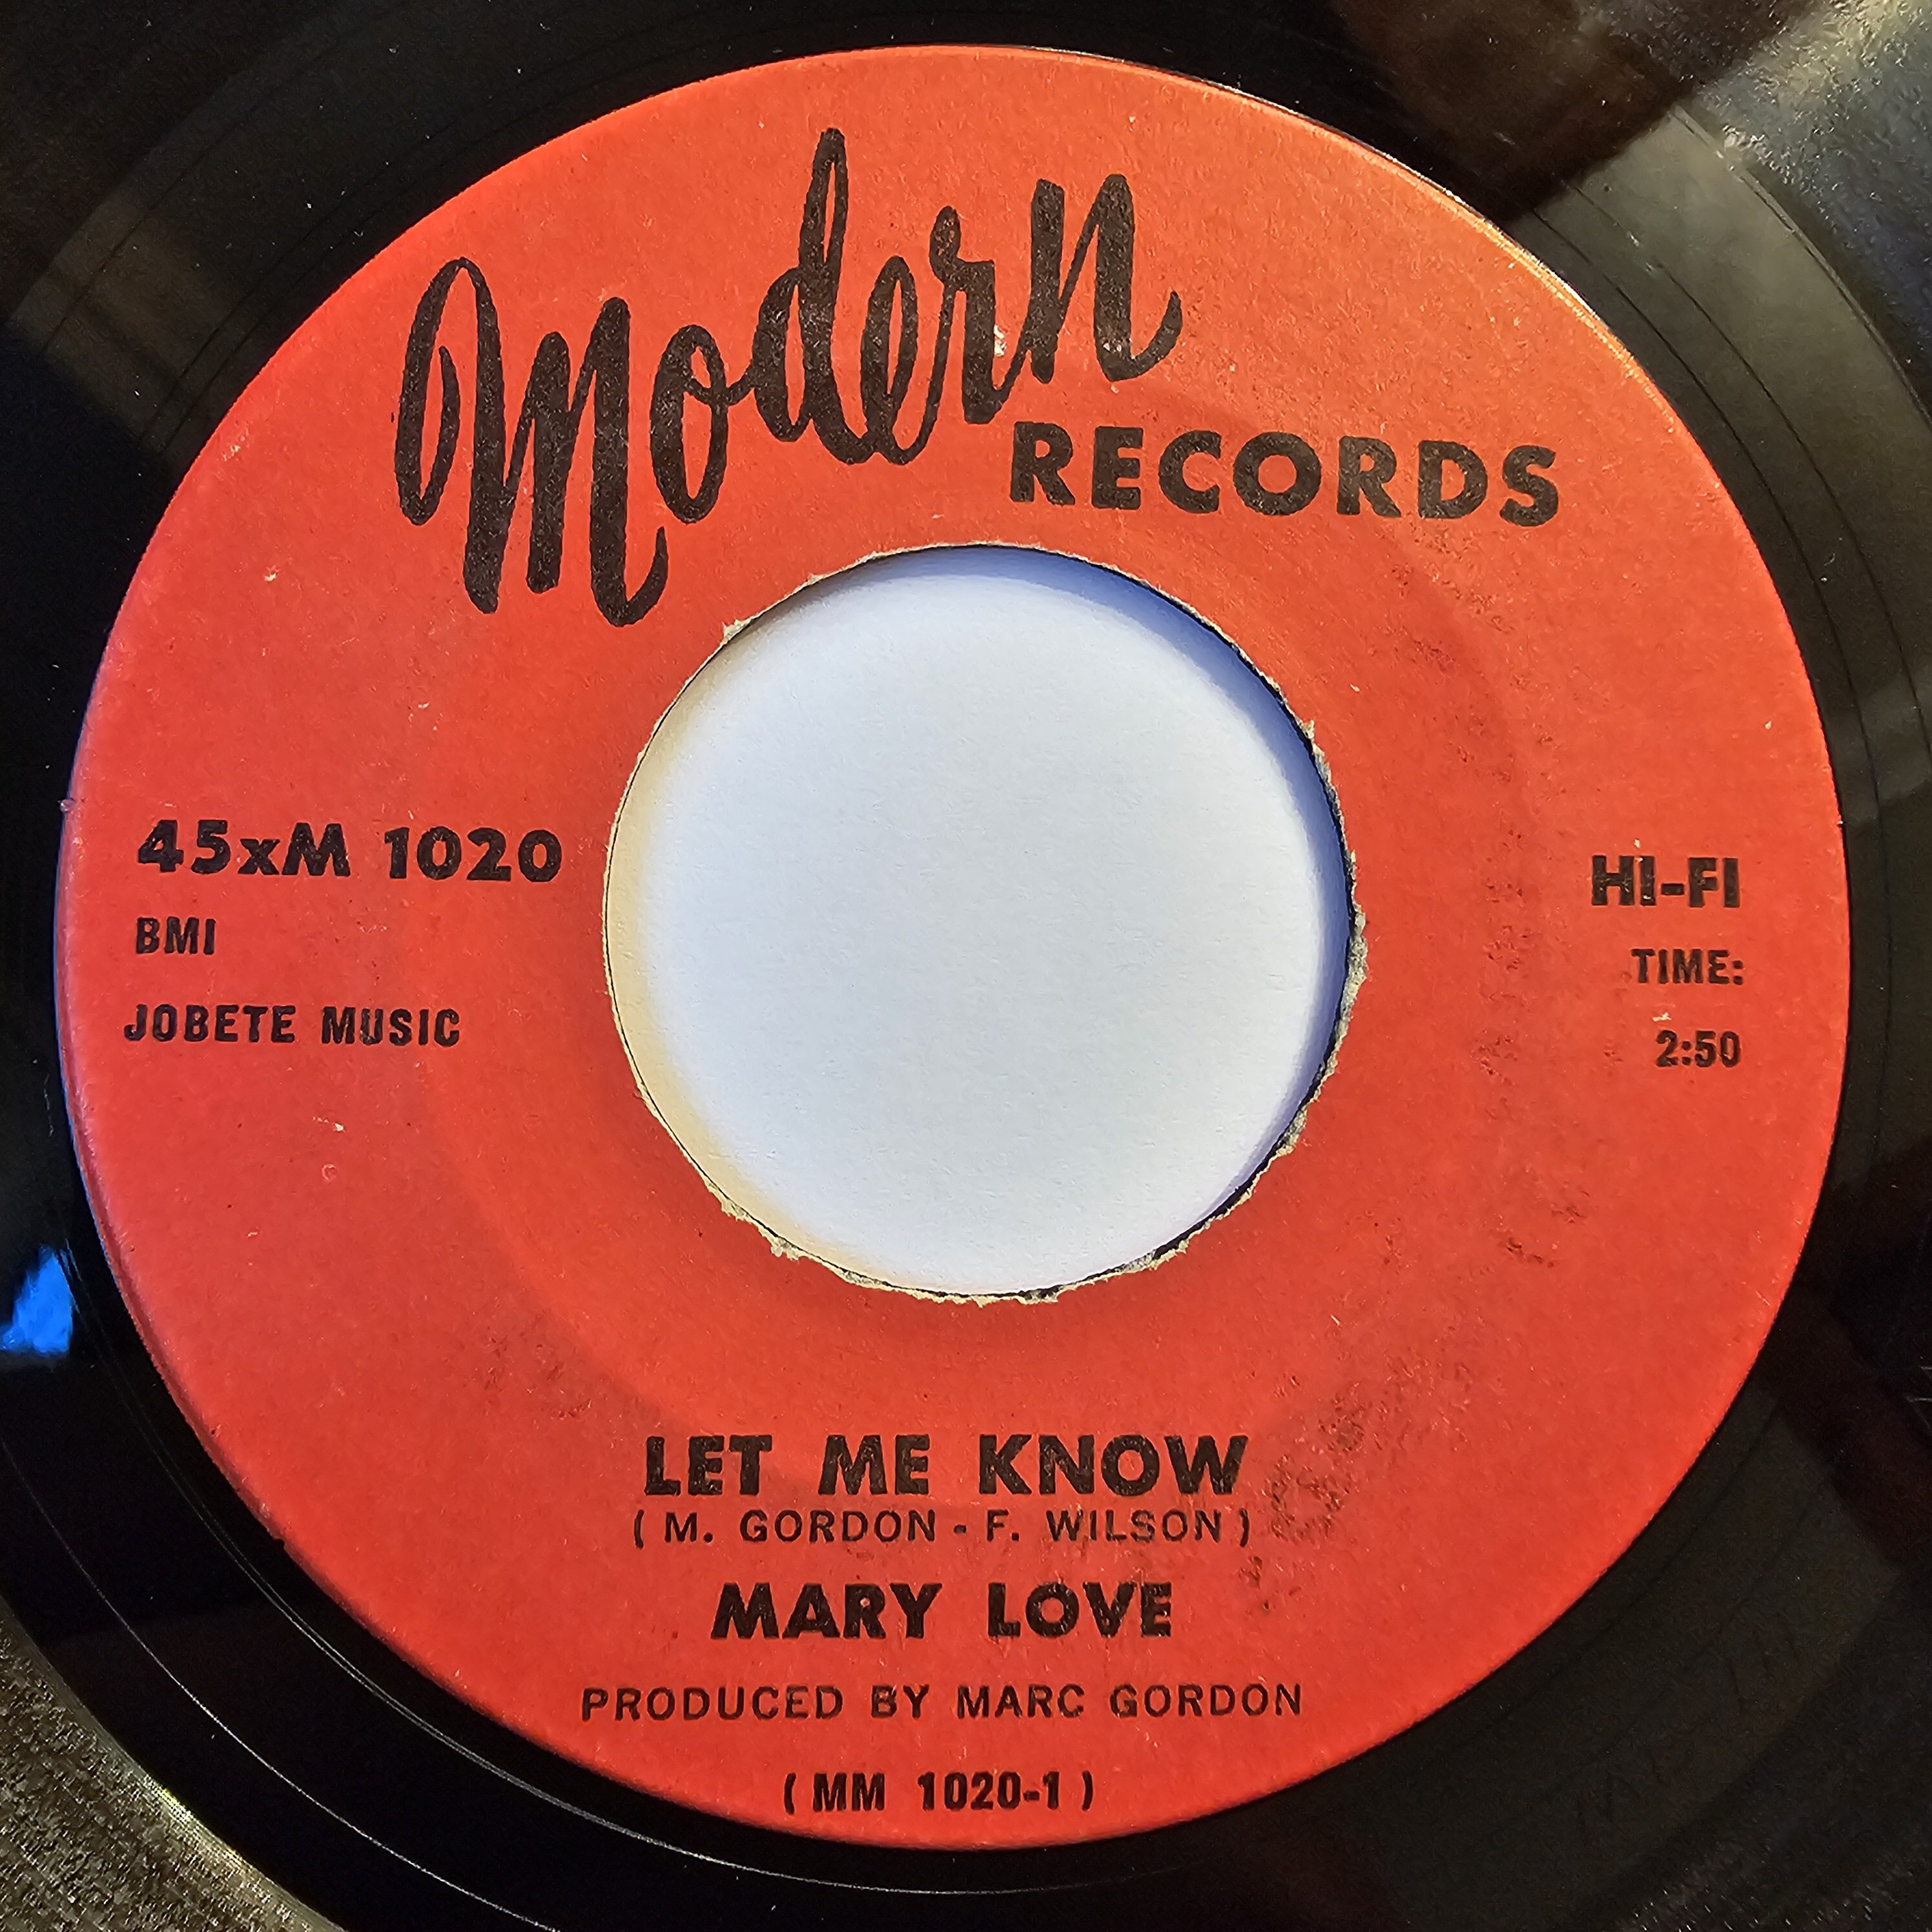 Modern
RECORDS
45xM 1020
BMI
JOBETE MUSIC
HI-FI
TIME:
2:50
LET ME KNOW
( M. GORDON - F. WILSON )
MARY LOVE
PRODUCED BY MARC GORDON
( MM 1020-1 )